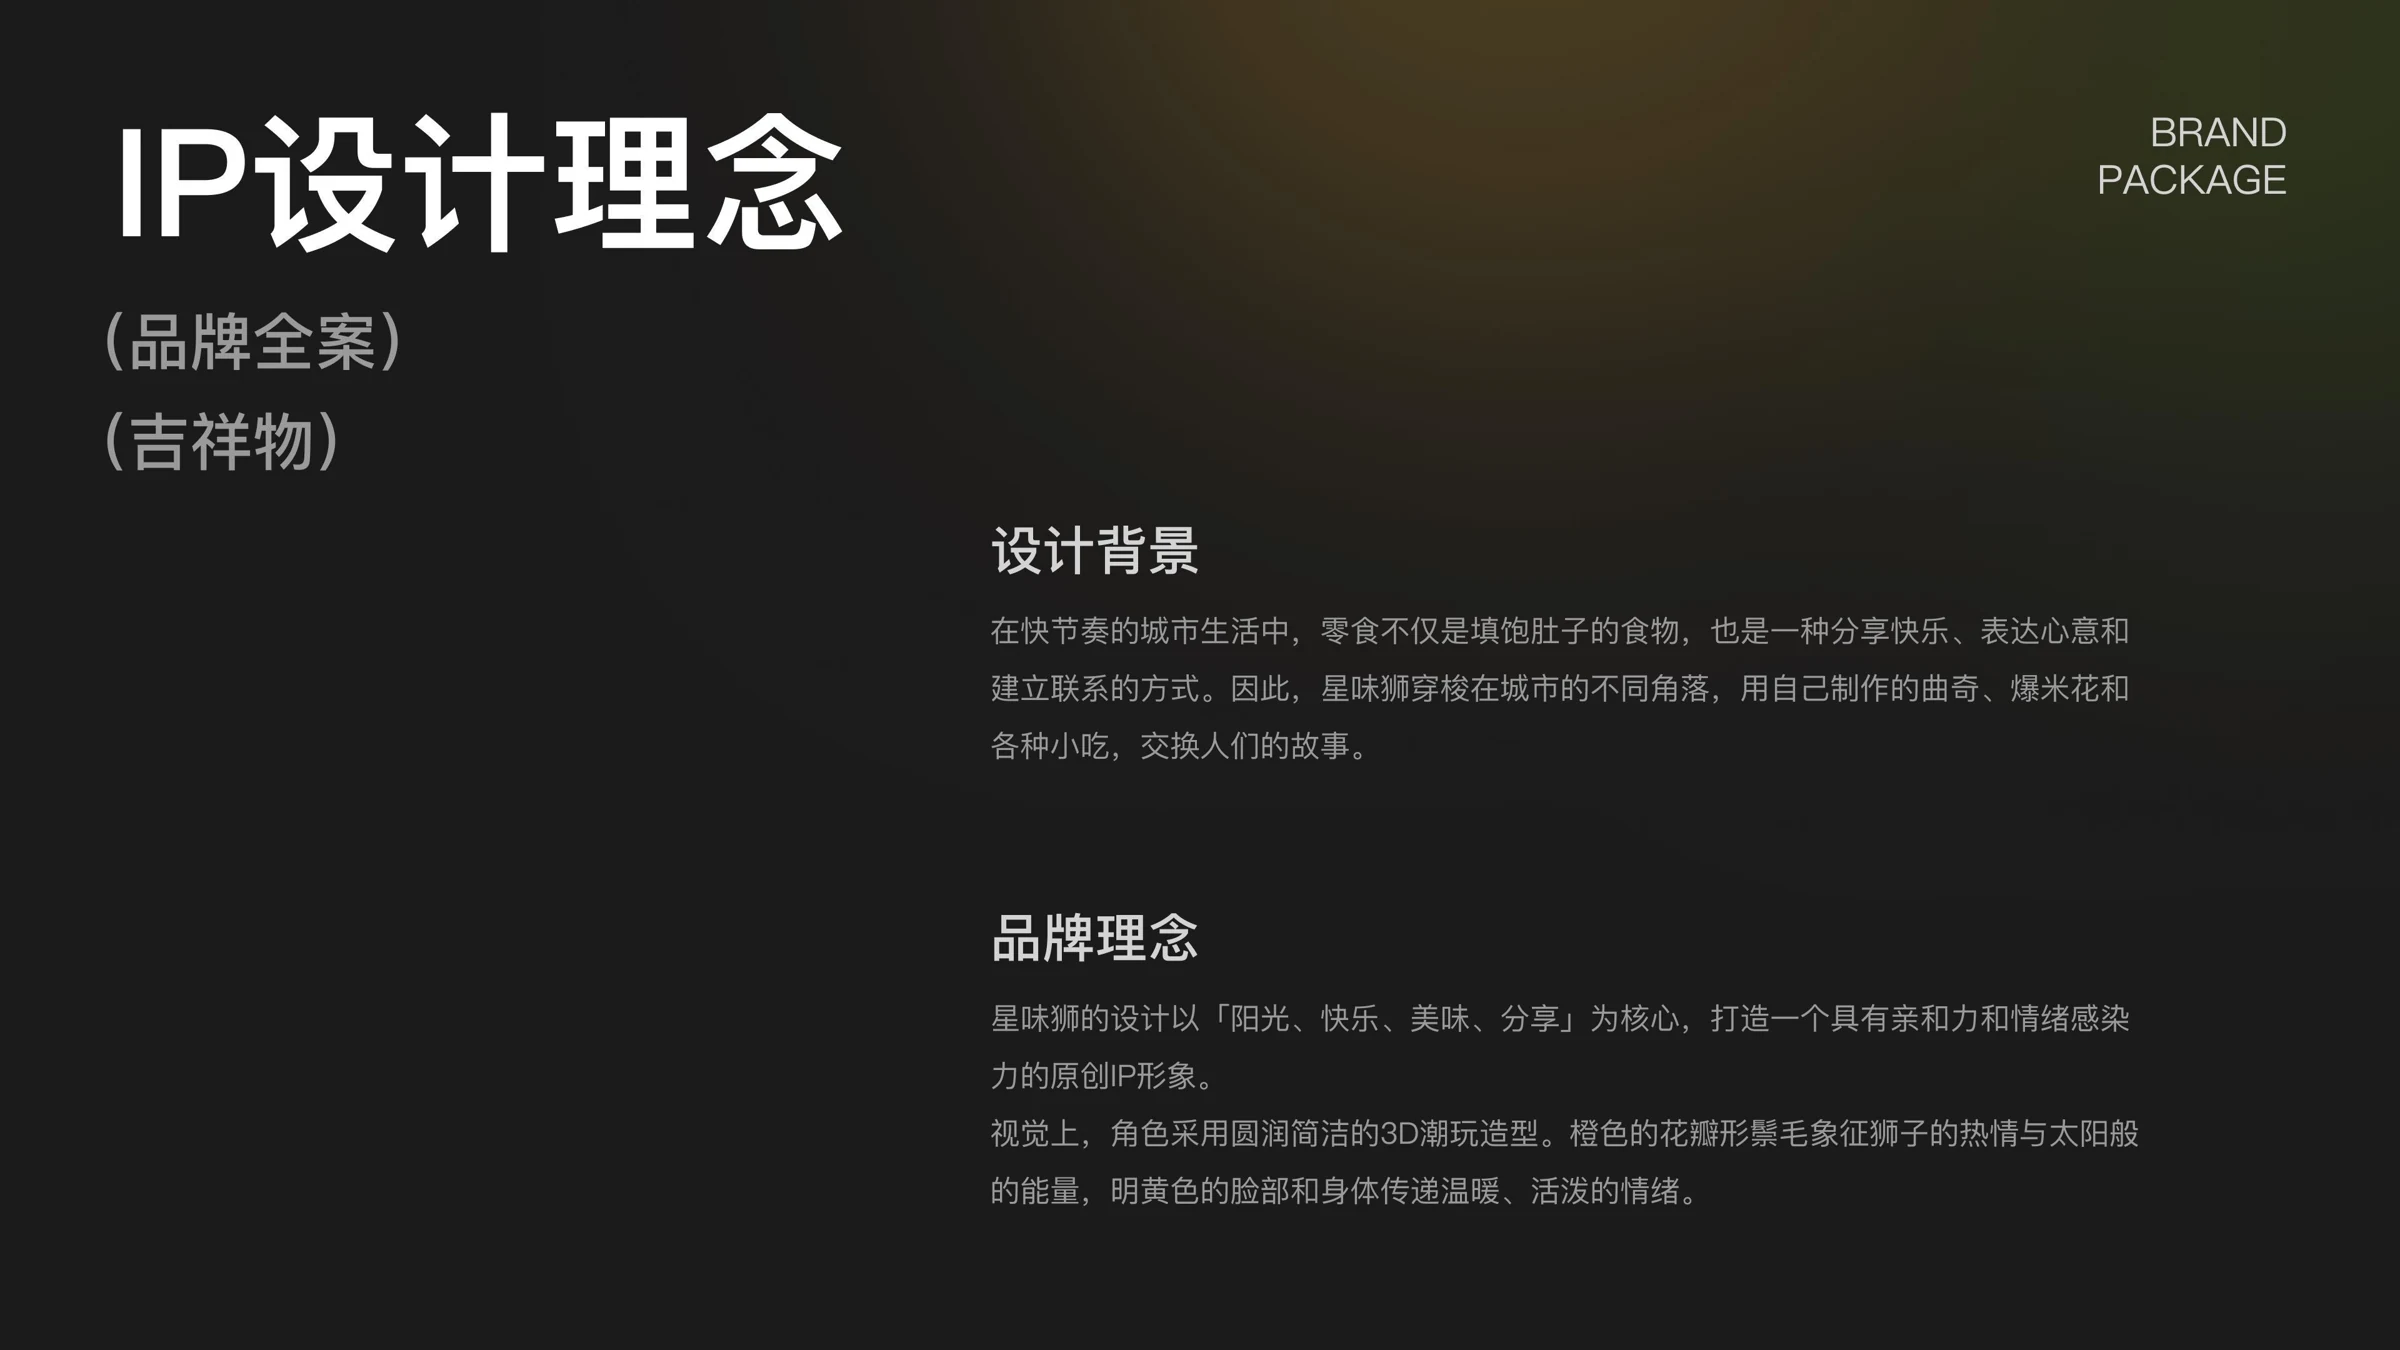 IP设计理念
BRAND
PACKAGE
(品牌全案)
(吉祥物)
设计背景
在快节奏的城市生活中，零食不仅是填饱肚子的食物，也是一种分享快乐、表达心意和
建立联系的方式。因此，星味狮穿梭在城市的不同角落，用自己制作的曲奇、爆米花和
各种小吃，交换人们的故事。
品牌理念
星味狮的设计以「阳光、快乐、美味、分享」为核心，打造一个具有亲和力和情绪感染
力的原创IP形象。
视觉上，角色采用圆润简洁的3D潮玩造型。橙色的花瓣形鬃毛象征狮子的热情与太阳般
的能量，明黄色的脸部和身体传递温暖、活泼的情绪。